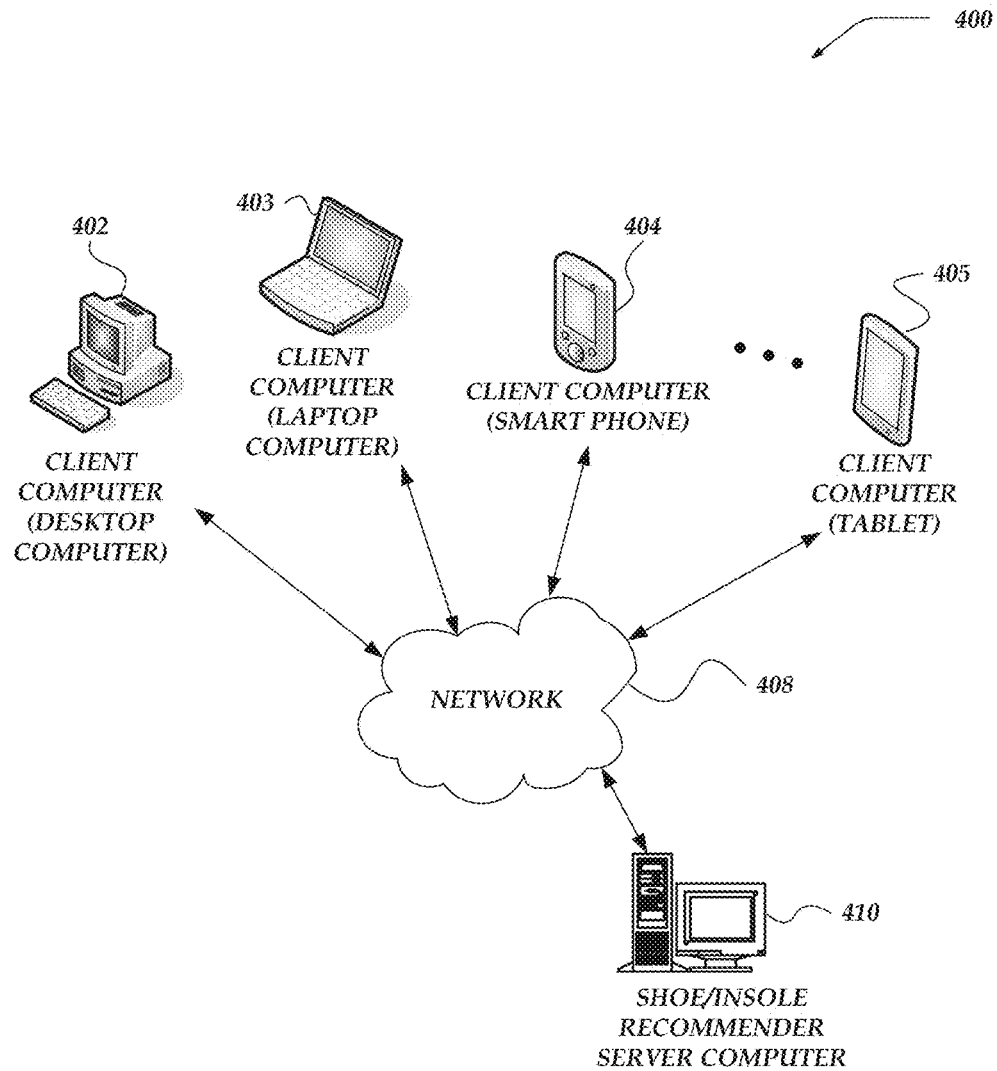 400
402
403
404
405
CLIENT
COMPUTER
(DESKTOP
COMPUTER)
CLIENT
COMPUTER
(LAPTOP
COMPUTER)
CLIENT COMPUTER
(SMART PHONE)
CLIENT
COMPUTER
(TABLET)
NETWORK
408
410
SHOE/INSOLE
RECOMMENDER
SERVER COMPUTER